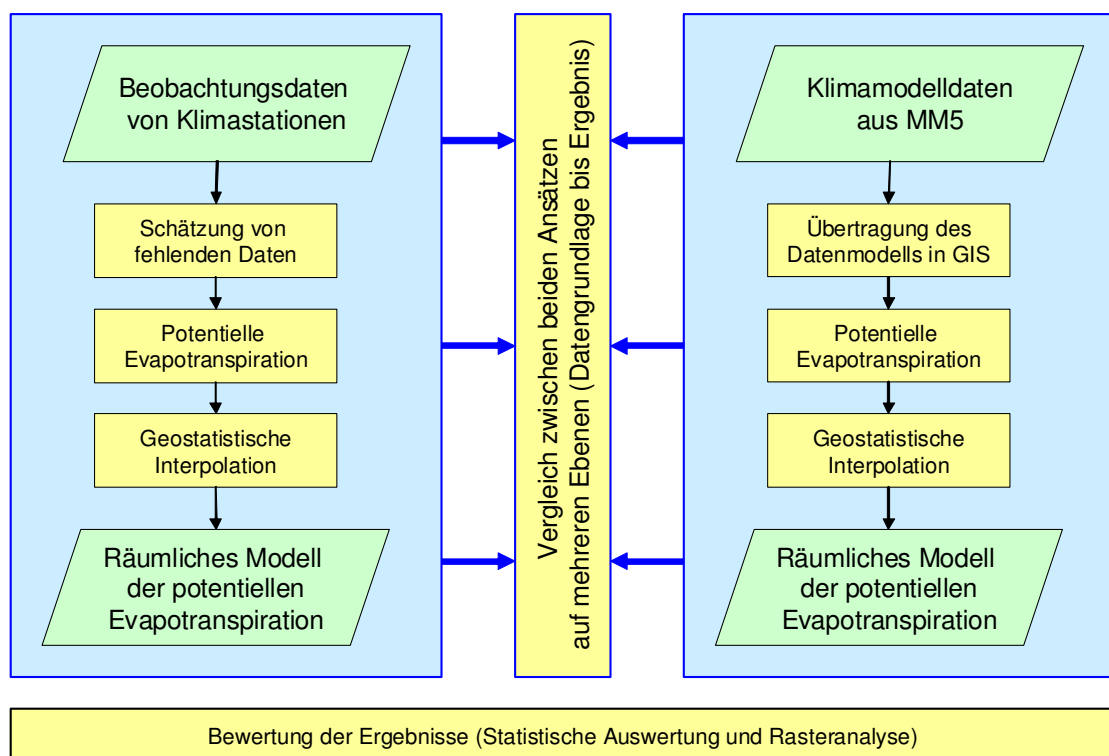 Beobachtungsdaten
von Klimastationen
Schätzung von
fehlenden Daten
Potentielle
Evapotranspiration
Geostatistische
Interpolation
Räumliches Modell
der potentiellen
Evapotranspiration
Vergleich zwischen beiden Ansätzen
auf mehreren Ebenen (Datengrundlage bis Ergebnis)
Klimamodelldaten
aus MM5
Übertragung des
Datenmodells in GIS
Potentielle
Evapotranspiration
Geostatistische
Interpolation
Räumliches Modell
der potentiellen
Evapotranspiration
Bewertung der Ergebnisse (Statistische Auswertung und Rasteranalyse)